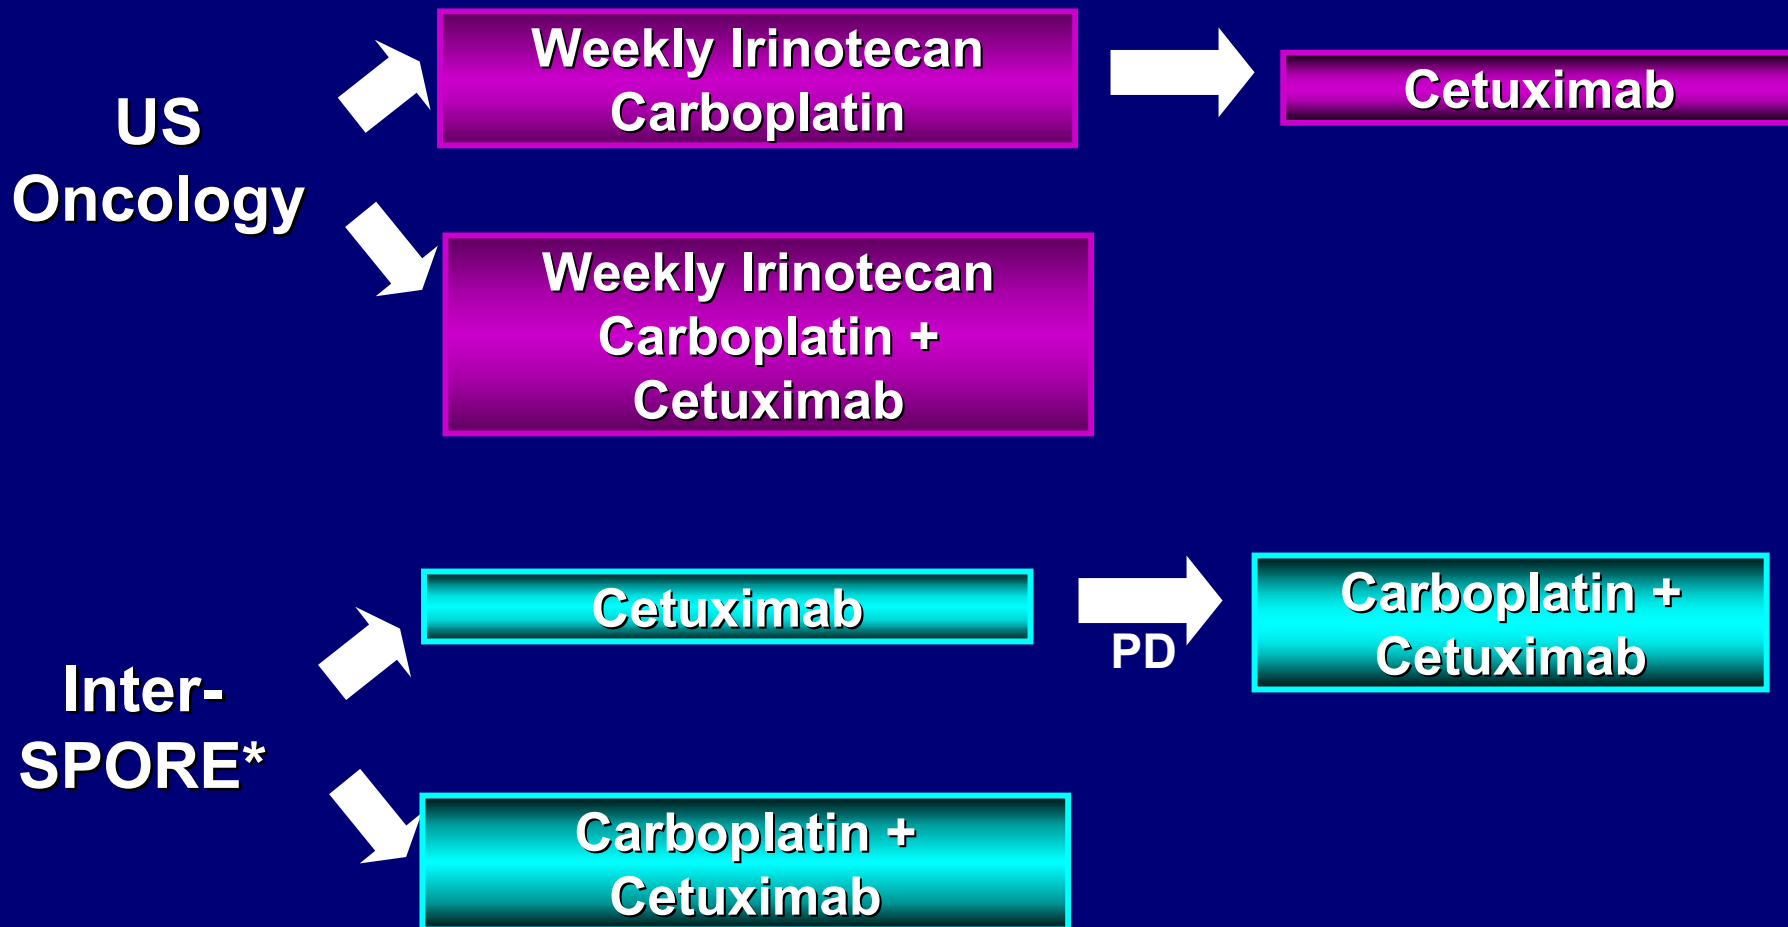 US
Oncology
Weekly Irinotecan
Carboplatin
Cetuximab
Weekly Irinotecan
Carboplatin +
Cetuximab
Inter-
SPORE*
Cetuximab
PD
Carboplatin +
Cetuximab
Carboplatin +
Cetuximab